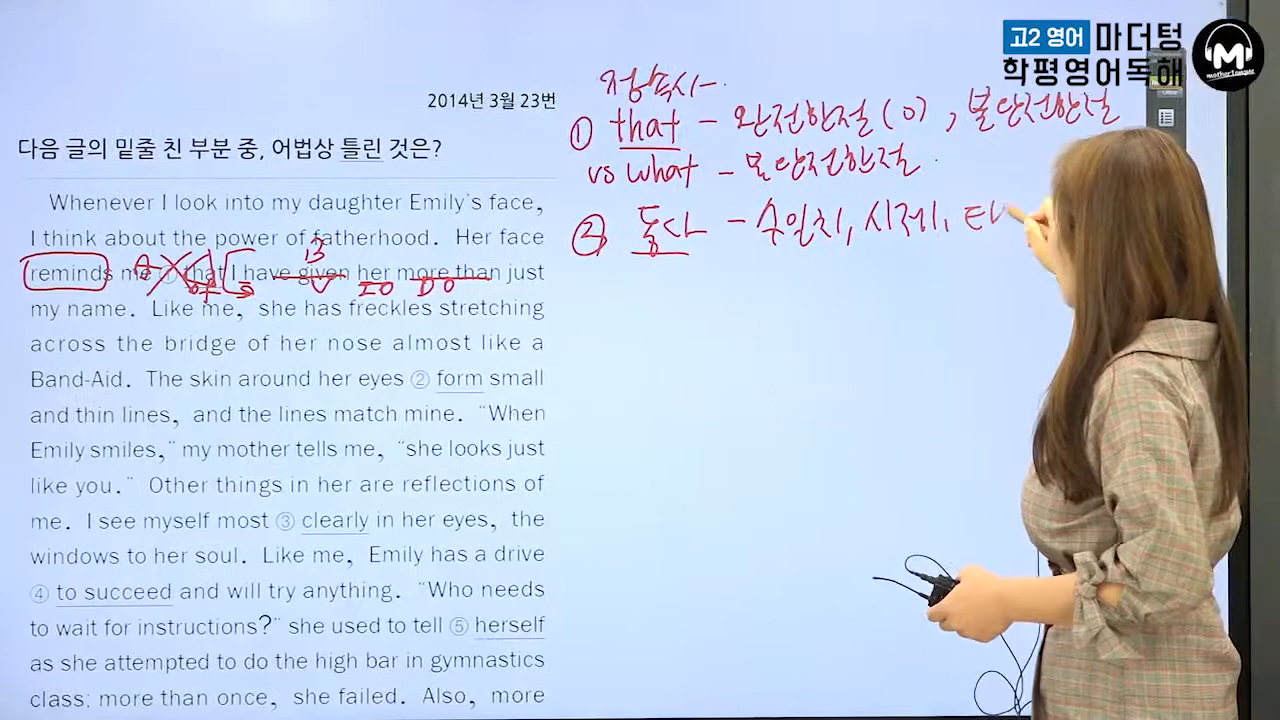 고2 영어 마더텅
학평영어독해
M
mothertongue
2014년 3월 23번
다음 글의 밑줄 친 부분 중, 어법상 틀린 것은?
Whenever I look into my daughter Emily's face,
I think about the power of fatherhood. Her face
reminds me ① that I have given her more than just
my name. Like me, she has freckles stretching
across the bridge of her nose almost like a
Band-Aid. The skin around her eyes ② form small
and thin lines, and the lines match mine. "When
Emily smiles," my mother tells me, "she looks just
like you." Other things in her are reflections of
me. I see myself most ③ clearly in her eyes, the
windows to her soul. Like me, Emily has a drive
④ to succeed and will try anything. "Who needs
to wait for instructions?" she used to tell ⑤ herself
as she attempted to do the high bar in gymnastics
class; more than once, she failed. Also, more
A of B
S V IO DO
접속사
① that – 완전한절 (O), 불완전한절
vs what – 불완전한절
② 동사 – 수일치, 시제,